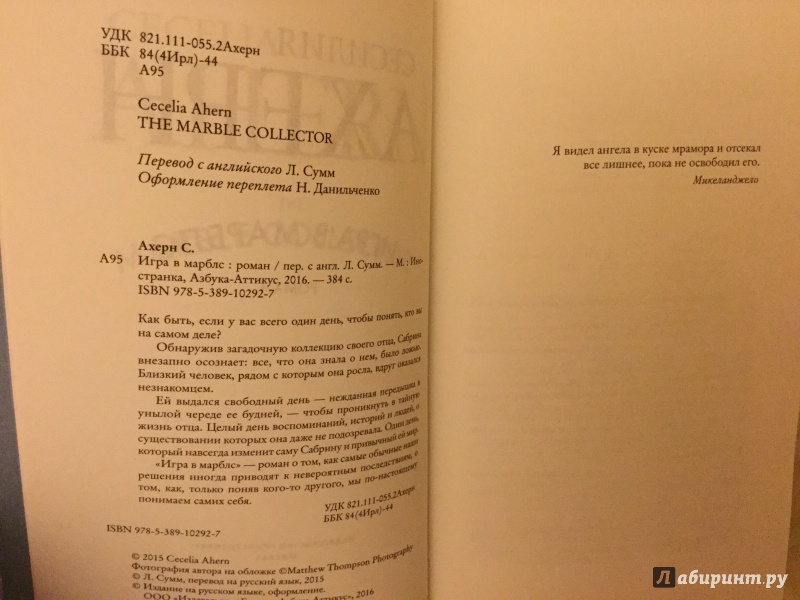 УДК 821.111-055.2Ахерн
ББК 84(4Ирл)-44
А95
Cecelia Ahern
THE MARBLE COLLECTOR
Перевод с английского Л. Сумм
Оформление переплета Н. Данильченко
Ахерн С.
А95 Игра в марблс : роман / пер. с англ. Л. Сумм. — М. : Ино-
странка, Азбука-Аттикус, 2016. — 384 с.
ISBN 978-5-389-10292-7
Как быть, если у вас всего один день, чтобы понять, кто вы
на самом деле?
Обнаружив загадочную коллекцию своего отца, Сабрина
внезапно осознает: все, что она знала о нем, было ложью.
Близкий человек, рядом с которым она росла, вдруг оказался
незнакомцем.
Ей выдался свободный день — нежданная передышка в
унылой череде ее будней, — чтобы проникнуть в тайную
жизнь отца. Целый день воспоминаний, историй и людей, о
существовании которых она даже не подозревала. Один день,
который навсегда изменит саму Сабрину и привычный ей мир.
«Игра в марблс» — роман о том, как самые обычные наши
решения иногда приводят к невероятным последствиям, о
том, как, только поняв кого-то другого, мы по-настоящему
понимаем самих себя.
УДК 821.111-055.2Ахерн
ББК 84(4Ирл)-44
ISBN 978-5-389-10292-7
© 2015 Cecelia Ahern
Фотография автора на обложке ©Matthew Thompson Photography
© Л. Сумм, перевод на русский язык, 2015
© Издание на русском языке, оформление.
2016
Я видел ангела в куске мрамора и отсекал
все лишнее, пока не освободил его.
Микеланджело
Лабиринт.ру